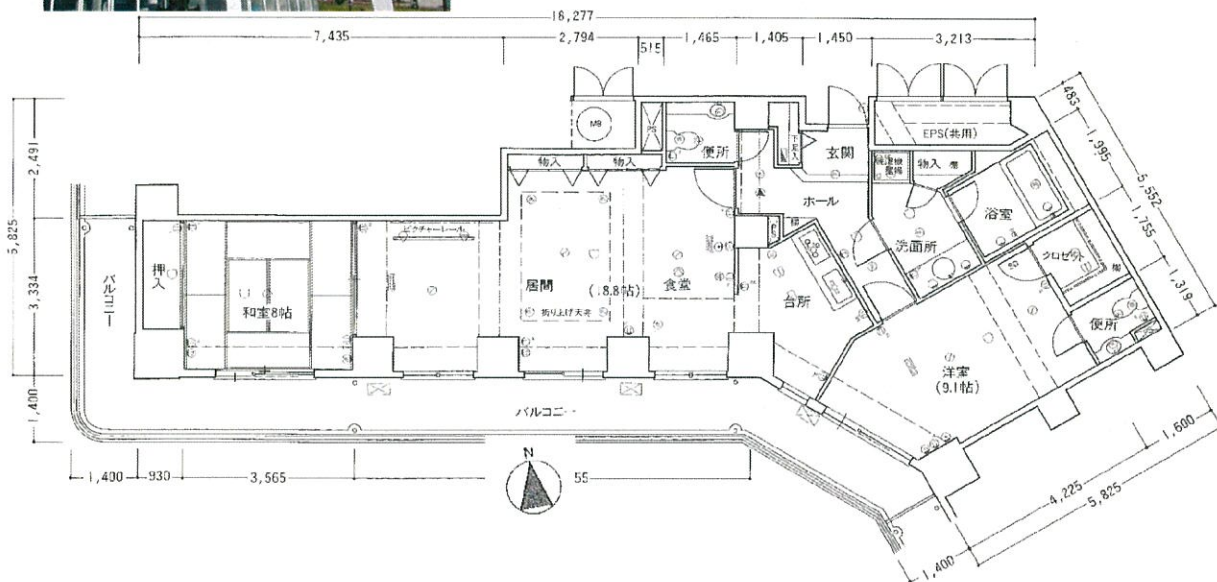 16,277
7,435
2,794
515
1,465
1,405
1,450
3,213
483
1,995
5,552
1,755
1,319
5,825
2,491
3,334
1,400
MB
PS
便所
下足入
玄関
EPS(共用)
物入
物入
物入
棚
ホール
浴室
洗面所
クロゼット
棚
PS
棚
台所
便所
ピクチャーレール
居間
(18.8帖)
食堂
折り上げ天井
押入
和室8帖
洋室
(9.1帖)
バルコニー
バルコニー
N
1,400
930
3,565
55
1,600
4,225
5,825
1,400